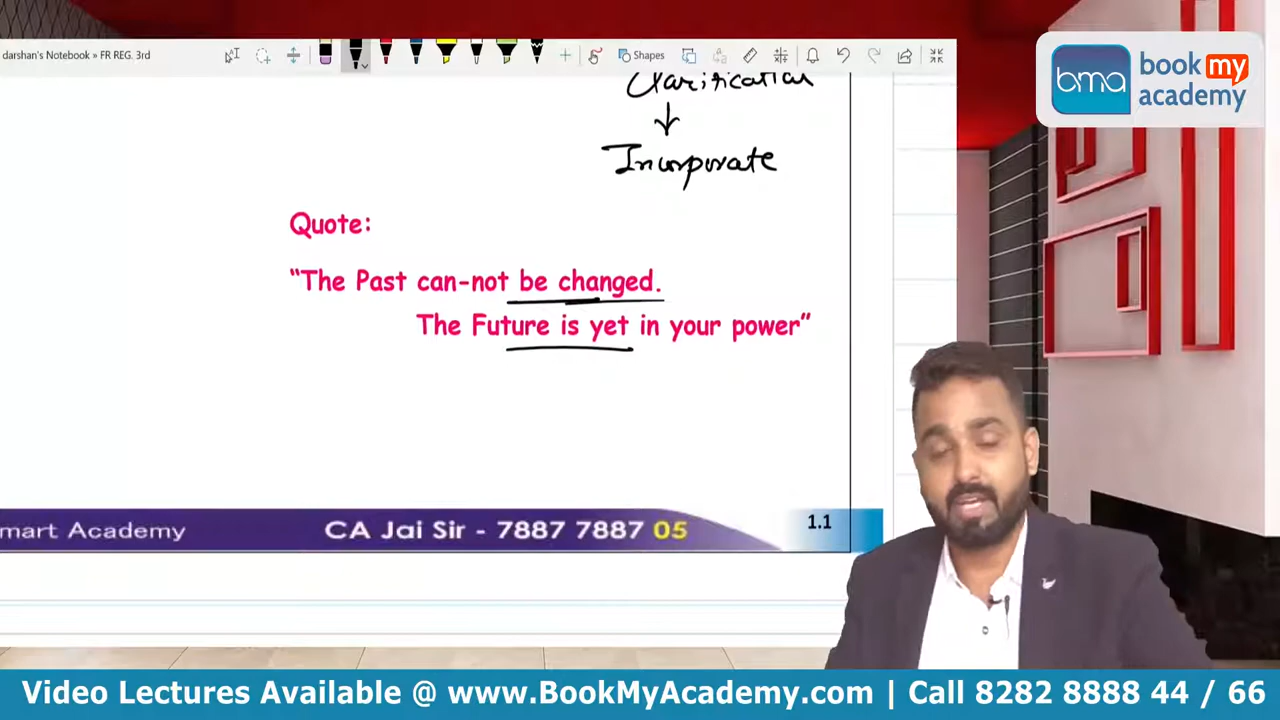 darshan's Notebook » FR REG. 3rd
Shapes
bma
book my
academy
Clarification
Incorporate
Quote:
“The Past can-not be changed.
The Future is yet in your power”
mart Academy
CA Jai Sir - 7887 7887 05
1.1
Video Lectures Available @ www.BookMyAcademy.com | Call 8282 8888 44 / 66